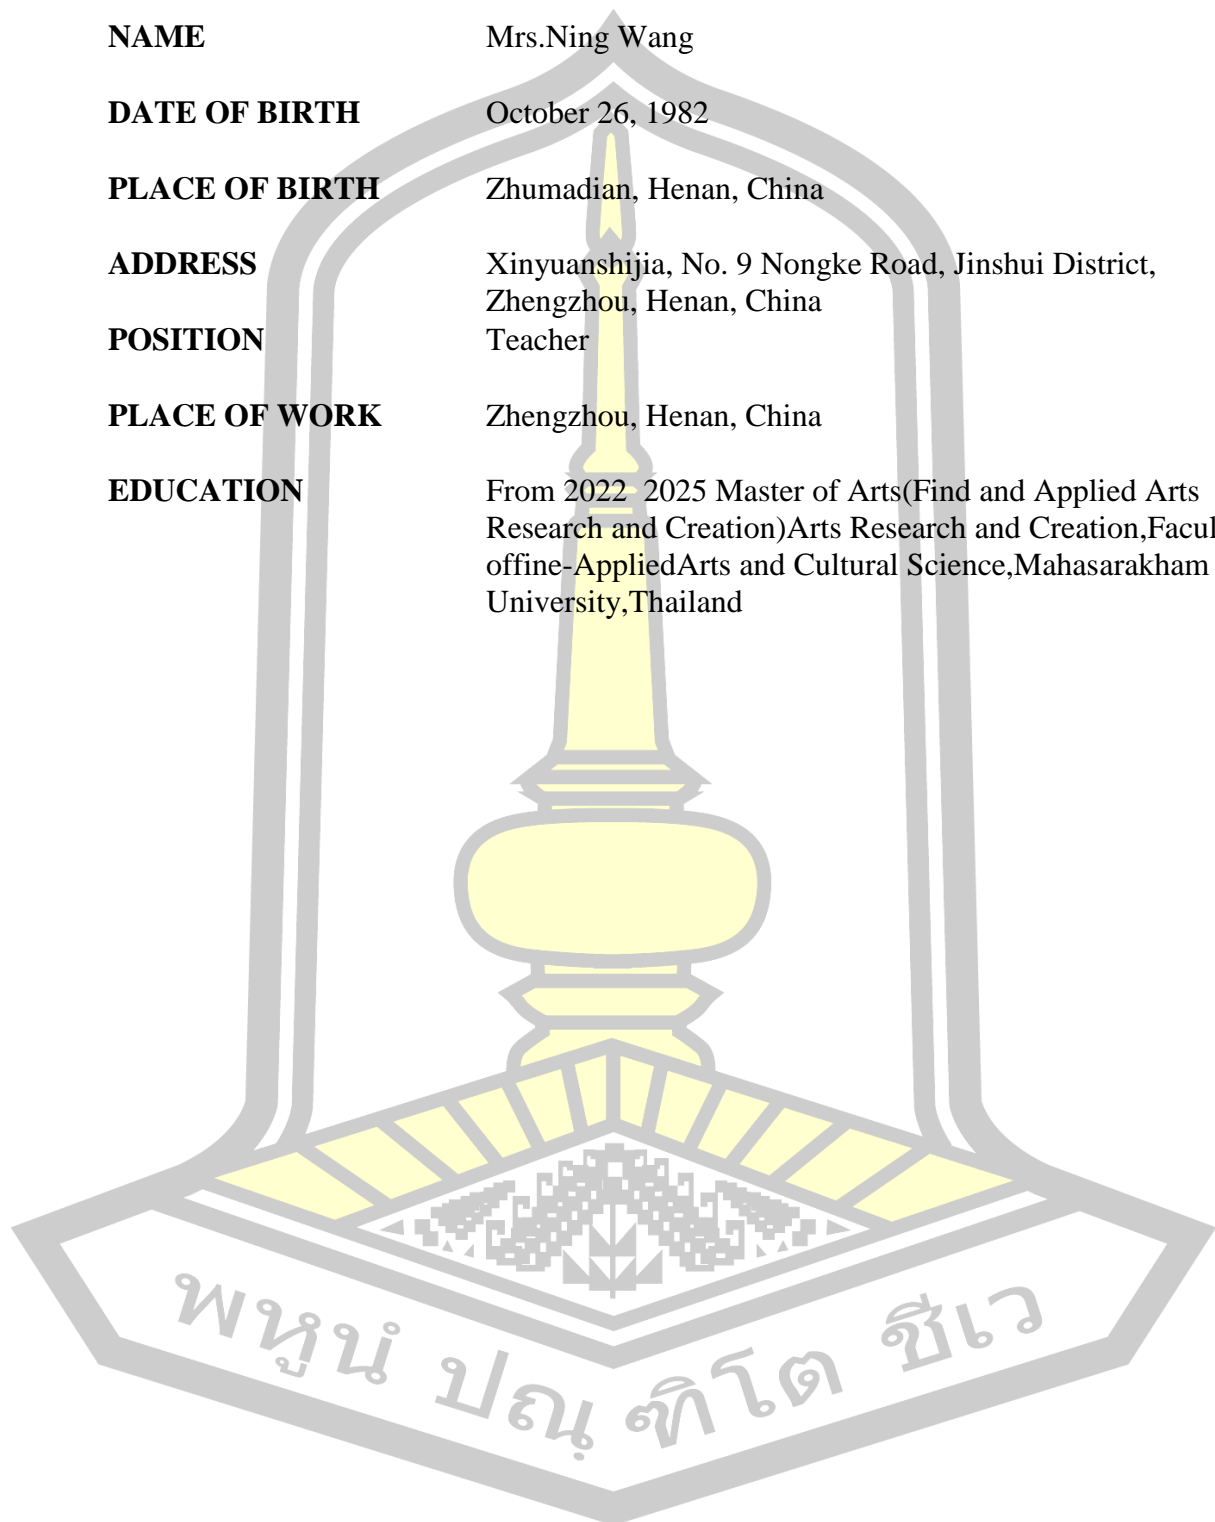 NAME Mrs.Ning Wang
DATE OF BIRTH October 26, 1982
PLACE OF BIRTH Zhumadian, Henan, China
ADDRESS Xinyuanshijia, No. 9 Nongke Road, Jinshui District,
Zhengzhou, Henan, China
POSITION Teacher
PLACE OF WORK Zhengzhou, Henan, China
EDUCATION From 2022 2025 Master of Arts(Find and Applied Arts
Research and Creation)Arts Research and Creation,Facul
offine-AppliedArts and Cultural Science,Mahasarakham
University,Thailand
พหูนํ ปณฺฑิโต ชีเว